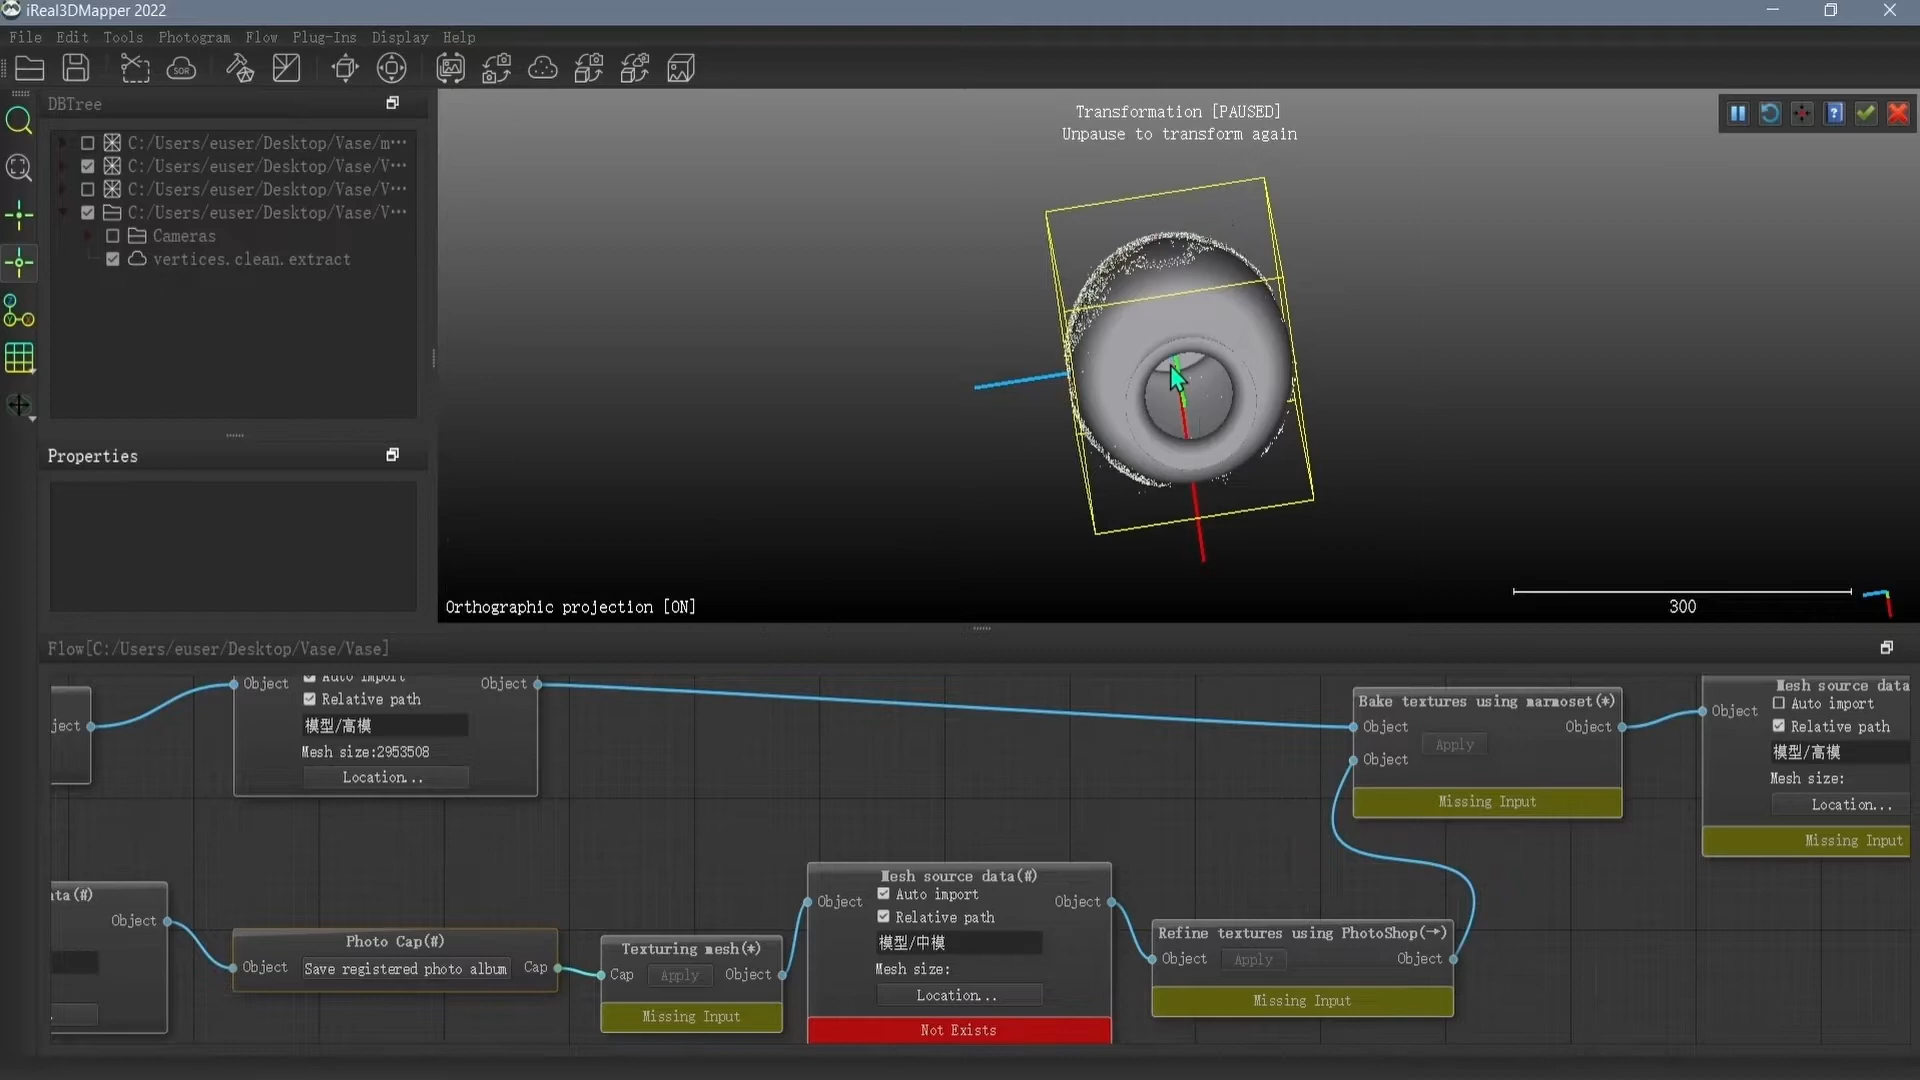 iReal3DMapper 2022
File Edit Tools Photogram Flow Plug-Ins Display Help
SOR
DBTree
C:/Users/euser/Desktop/Vase/m···
C:/Users/euser/Desktop/Vase/V···
C:/Users/euser/Desktop/Vase/V···
C:/Users/euser/Desktop/Vase/V···
Cameras
vertices.clean.extract
Properties
Transformation [PAUSED]
Unpause to transform again
Orthographic projection [ON]
300
Flow[C:/Users/euser/Desktop/Vase/Vase]
ject
Object
Auto import
Relative path
模型/高模
Mesh size:2953508
Location...
Object
Bake textures using marmoset(*)
Object Object
Apply
Object
Missing Input
Mesh source data
Auto import
Object
Relative path
模型/高模
Mesh size:
Location...
Missing Input
ata(#)
Object
Photo Cap(#)
Object Save registered photo album Cap
Texturing mesh(*)
Cap Apply Object
Missing Input
Mesh source data(#)
Auto import
Object Object
Relative path
模型/中模
Mesh size:
Location...
Not Exists
Refine textures using PhotoShop(→)
Object Apply Object
Missing Input